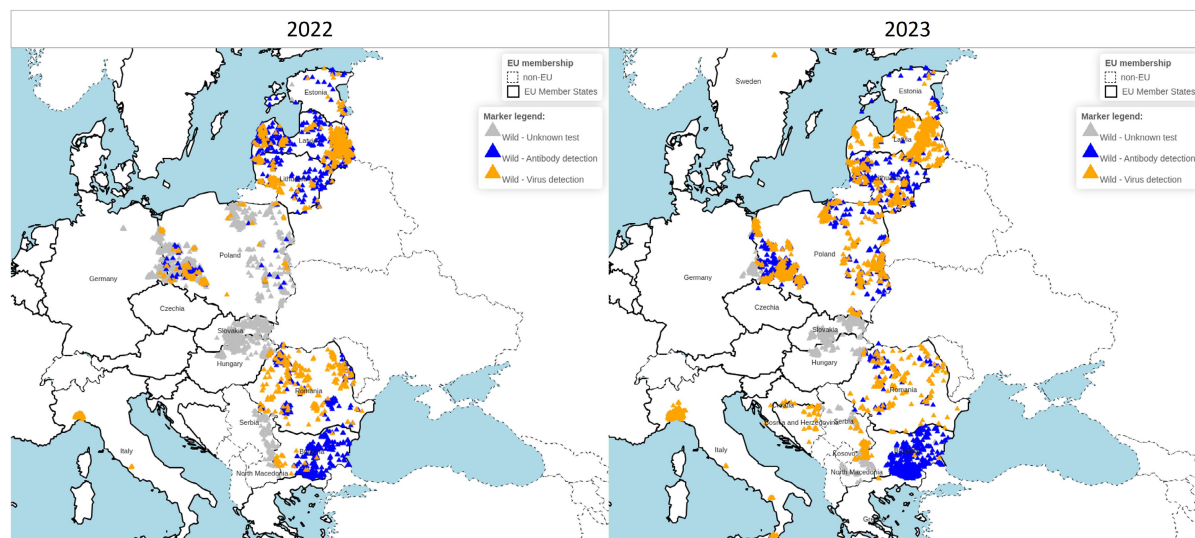 2022
2023
EU membership
non-EU
EU Member States
Marker legend:
Wild - Unknown test
Wild - Antibody detection
Wild - Virus detection
Estonia
Poland
Germany
Czechia
Slovakia
Hungary
Romania
Serbia
Italy
North Macedonia
EU membership
non-EU
EU Member States
Marker legend:
Wild - Unknown test
Wild - Antibody detection
Wild - Virus detection
Sweden
Estonia
Latvia
Poland
Germany
Czechia
Slovakia
Hungary
Romania
Bosnia and Herzegovina
Serbia
Kosovo
North Macedonia
Italy